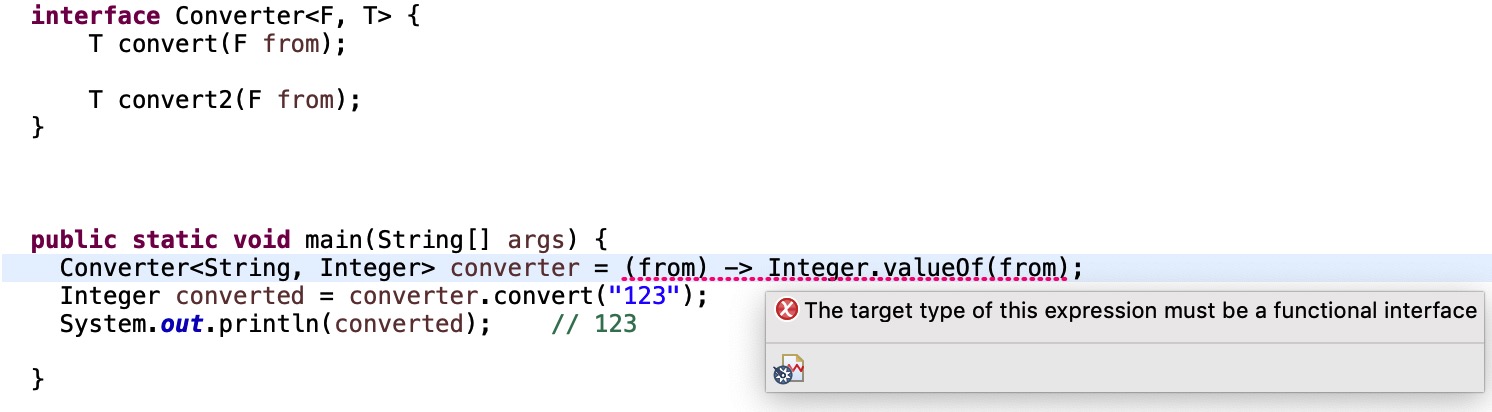 interface Converter<F, T> {
    T convert(F from);

    T convert2(F from);
}

public static void main(String[] args) {
  Converter<String, Integer> converter = (from) -> Integer.valueOf(from);
  Integer converted = converter.convert("123");
  System.out.println(converted);    // 123
The target type of this expression must be a functional interface
}